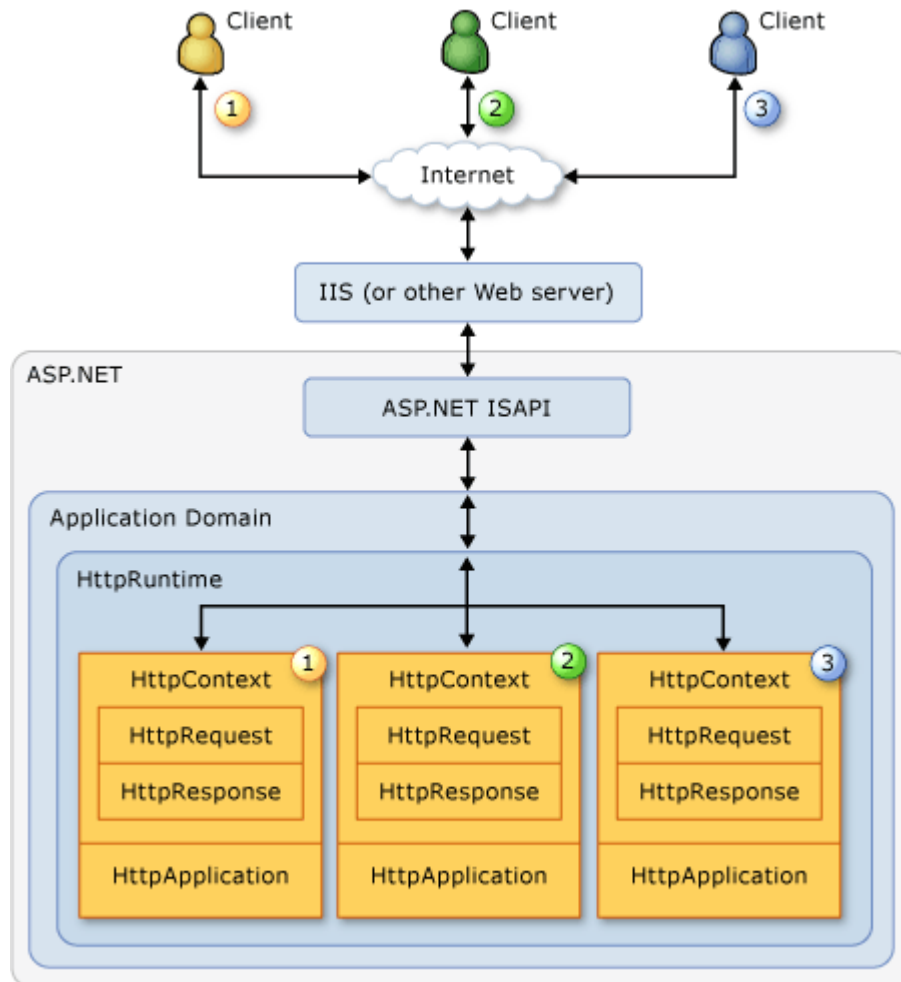 Client
Client
Client
1
2
3
Internet
IIS (or other Web server)
ASP.NET
ASP.NET ISAPI
Application Domain
HttpRuntime
1
HttpContext
HttpRequest
HttpResponse
HttpApplication
2
HttpContext
HttpRequest
HttpResponse
HttpApplication
3
HttpContext
HttpRequest
HttpResponse
HttpApplication